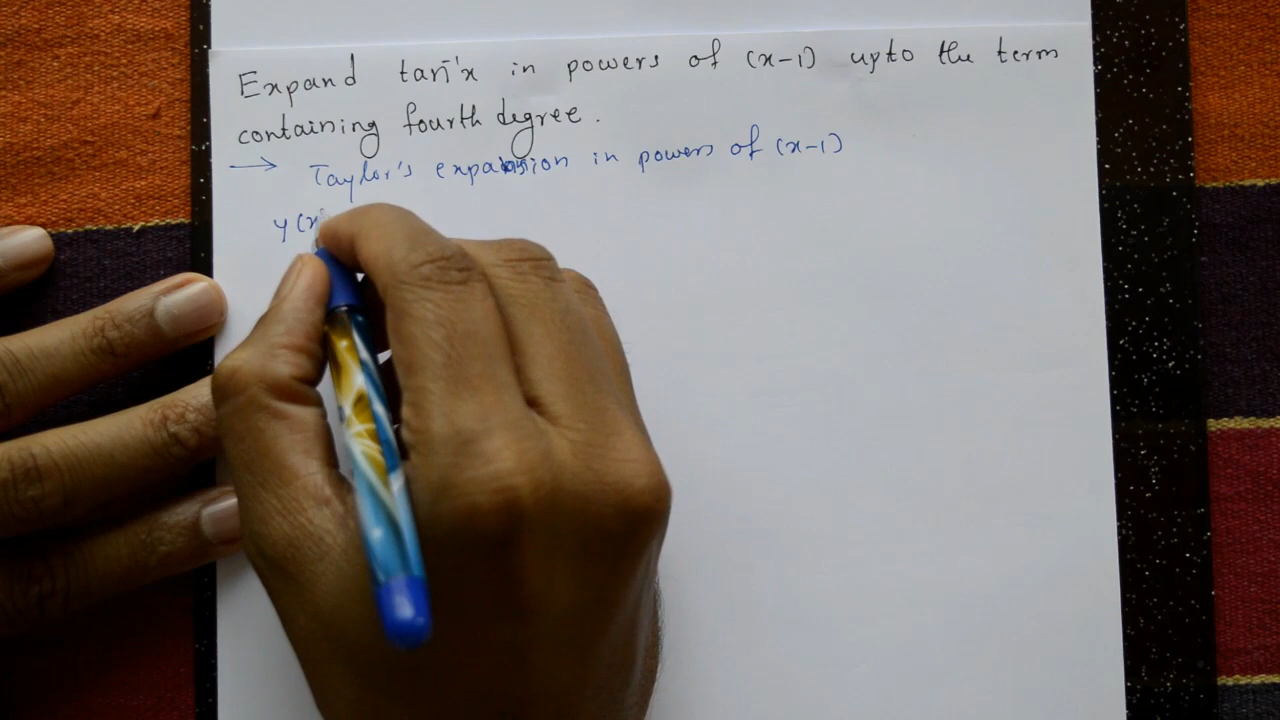 Expand tan⁻¹x in powers of (x-1) upto the term
containing fourth degree.
→ Taylor's expansion in powers of (x-1)
y(x